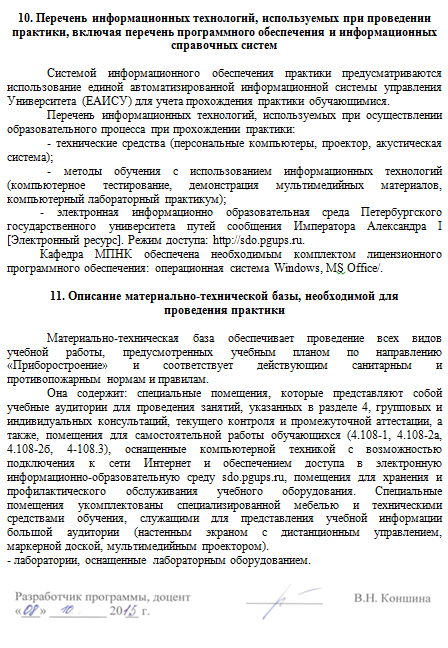 10. Перечень информационных технологий, используемых при проведении
практики, включая перечень программного обеспечения и информационных
справочных систем
Системой информационного обеспечения практики предусматриваются
использование единой автоматизированной информационной системы управления
Университета (ЕАИСУ) для учета прохождения практики обучающимися.
Перечень информационных технологий, используемых при осуществлении
образовательного процесса при прохождении практики:
- технические средства (персональные компьютеры, проектор, акустическая
система);
- методы обучения с использованием информационных технологий
(компьютерное тестирование, демонстрация мультимедийных материалов,
компьютерный лабораторный практикум);
- электронная информационно образовательная среда Петербургского
государственного университета путей сообщения Императора Александра I
[Электронный ресурс]. Режим доступа: http://sdo.pgups.ru.
Кафедра МПНК обеспечена необходимым комплектом лицензионного
программного обеспечения: операционная система Windows, MS Office/.
11. Описание материально-технической базы, необходимой для
проведения практики
Материально-техническая база обеспечивает проведение всех видов
учебной работы, предусмотренных учебным планом по направлению
«Приборостроение» и соответствует действующим санитарным и
противопожарным нормам и правилам.
Она содержит: специальные помещения, которые представляют собой
учебные аудитории для проведения занятий, указанных в разделе 4, групповых и
индивидуальных консультаций, текущего контроля и промежуточной аттестации, а
также, помещения для самостоятельной работы обучающихся (4.108-1, 4.108-2а,
4.108-2б, 4-108.3), оснащенные компьютерной техникой с возможностью
подключения к сети Интернет и обеспечением доступа в электронную
информационно-образовательную среду sdo.pgups.ru, помещения для хранения и
профилактического обслуживания учебного оборудования. Специальные
помещения укомплектованы специализированной мебелью и техническими
средствами обучения, служащими для представления учебной информации
большой аудитории (настенным экраном с дистанционным управлением,
маркерной доской, мультимедийным проектором).
- лаборатории, оснащенные лабораторным оборудованием.
Разработчик программы, доцент В.Н. Коншина
«08» 10 2015 г.